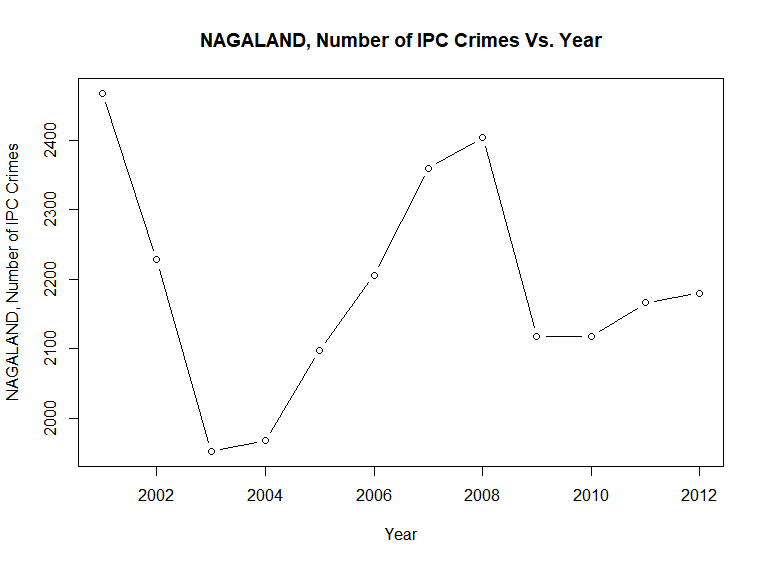 NAGALAND, Number of IPC Crimes Vs. Year
NAGALAND, Number of IPC Crimes
2400
2300
2200
2100
2000
2002 2004 2006 2008 2010 2012
Year